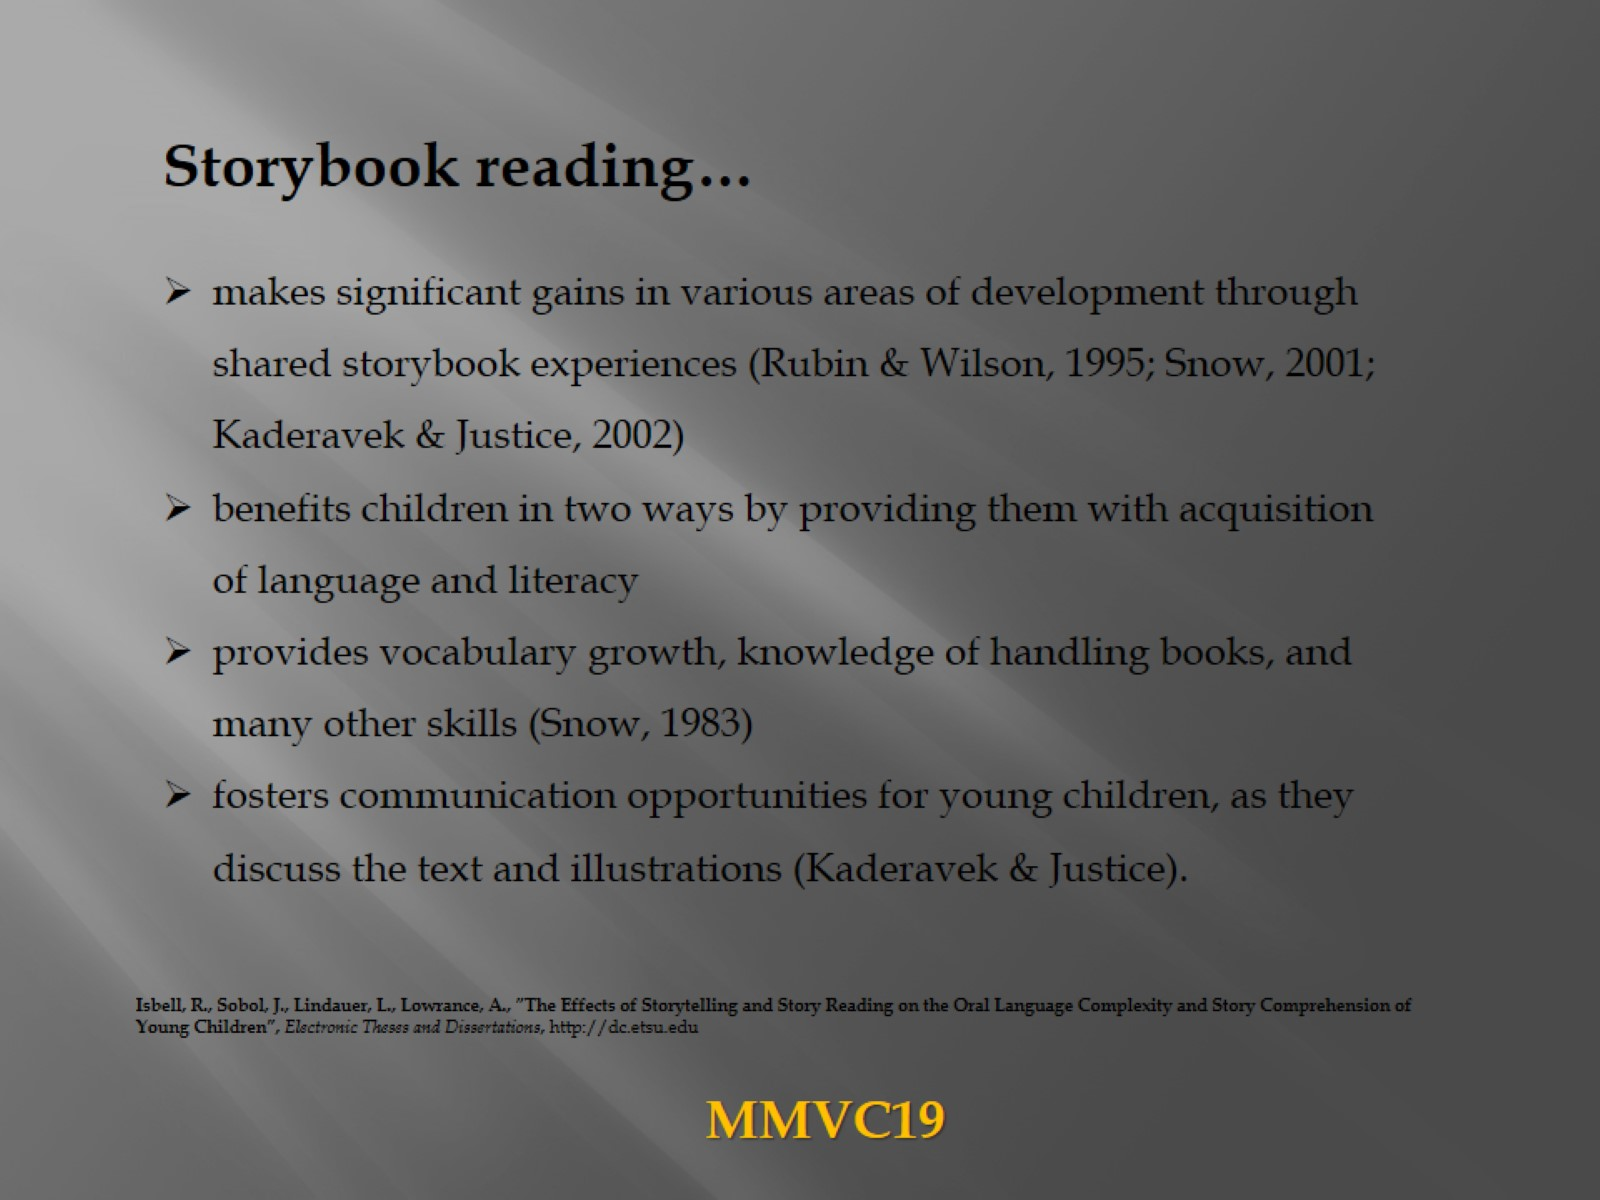 Storybook reading…
➢ makes significant gains in various areas of development through
shared storybook experiences (Rubin & Wilson, 1995; Snow, 2001;
Kaderavek & Justice, 2002)
➢ benefits children in two ways by providing them with acquisition
of language and literacy
➢ provides vocabulary growth, knowledge of handling books, and
many other skills (Snow, 1983)
➢ fosters communication opportunities for young children, as they
discuss the text and illustrations (Kaderavek & Justice).
Isbell, R., Sobol, J., Lindauer, L., Lowrance, A., "The Effects of Storytelling and Story Reading on the Oral Language Complexity and Story Comprehension of
Young Children", Electronic Theses and Dissertations, http://dc.etsu.edu
MMVC19